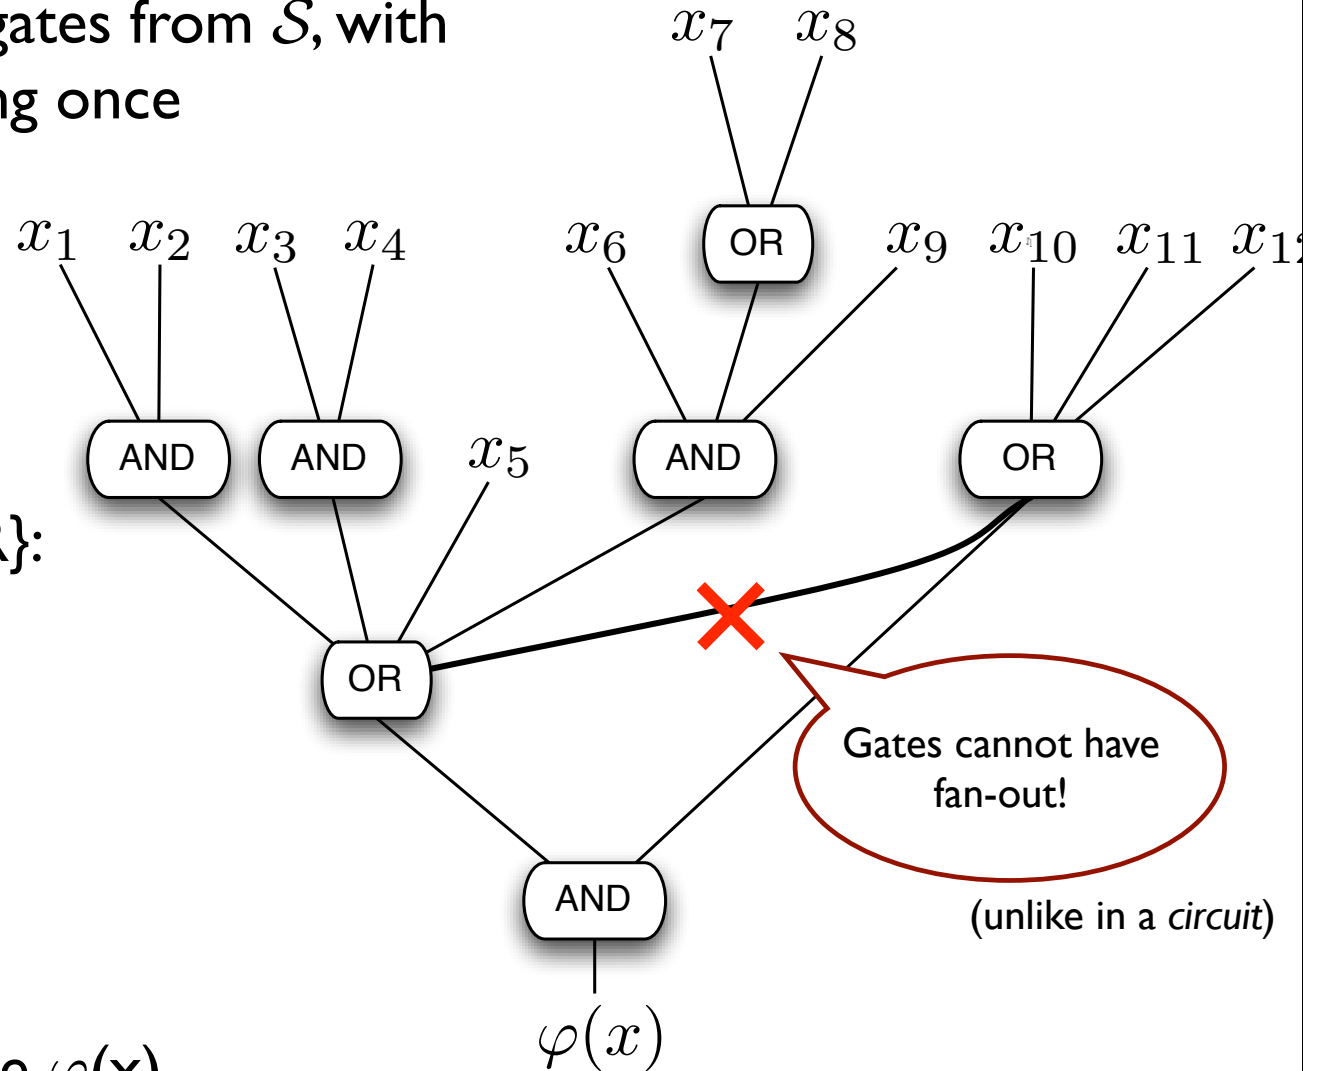 gates from 𝒮, with
ng once
x₇ x₈
OR
x₁ x₂ x₃ x₄ x₆ x₉ x₁₀ x₁₁
AND AND x₅ AND OR
}:
OR
Gates cannot have
fan-out!
AND
(unlike in a circuit)
φ(x)
φ(x)